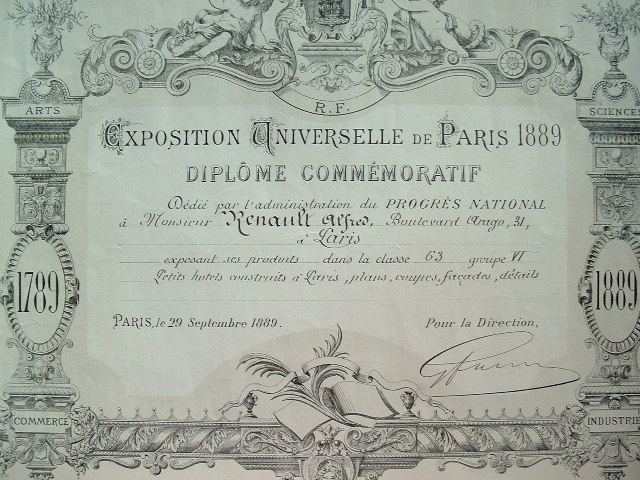 R.F.
ARTS
SCIENCES
EXPOSITION UNIVERSELLE DE PARIS 1889
DIPLÔME COMMÉMORATIF
Dédié par l'administration du PROGRÈS NATIONAL
à Monsieur Renault Alfred, Boulevard Arago, 31,
à Paris
exposant ses produits dans la classe 63 groupe VI
Petits hotels construits à Paris, plans, coupes, façades, détails
1789
1889
PARIS, le 29 Septembre 1889.
Pour la Direction,
COMMERCE
INDUSTRIE